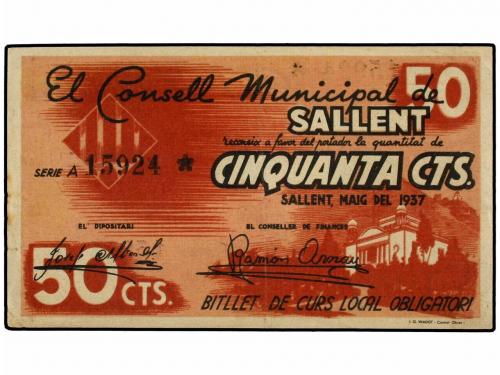 El Consell Municipal de 50
SALLENT
reconeix a favor del portador la quantitat de
SERIE A 15924 *
CINQUANTA CTS.
SALLENT, MAIG DEL 1937
EL DIPOSITARI
EL CONSELLER DE FINANCES
Ramón
50 CTS.
BITLLET DE CURS LOCAL OBLIGATORI